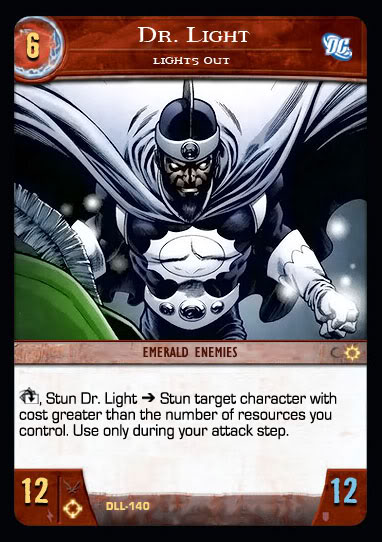 6
DR. LIGHT
LIGHTS OUT
DC
EMERALD ENEMIES
, Stun Dr. Light ➔ Stun target character with
cost greater than the number of resources you
control. Use only during your attack step.
12
DLL-140
12